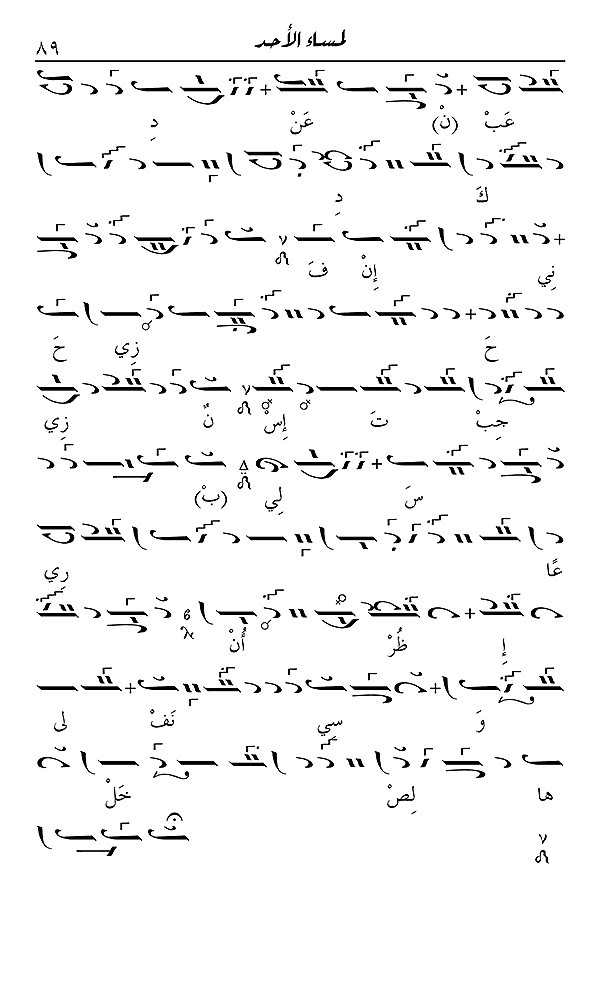 لمساء الأحد ٨٩
عَبْ (نْ) عَنْ دِ
كَ دِ
نِي إِنْ فَ
حَ زِي حَ
جِبْ تَ إِسْ نٌ زِي
سَ لِي (بْ)
عًا رِي
إِ ظُرْ أُنْ
وَ سِي نَفْ لى
ها لِصْ خَلْ